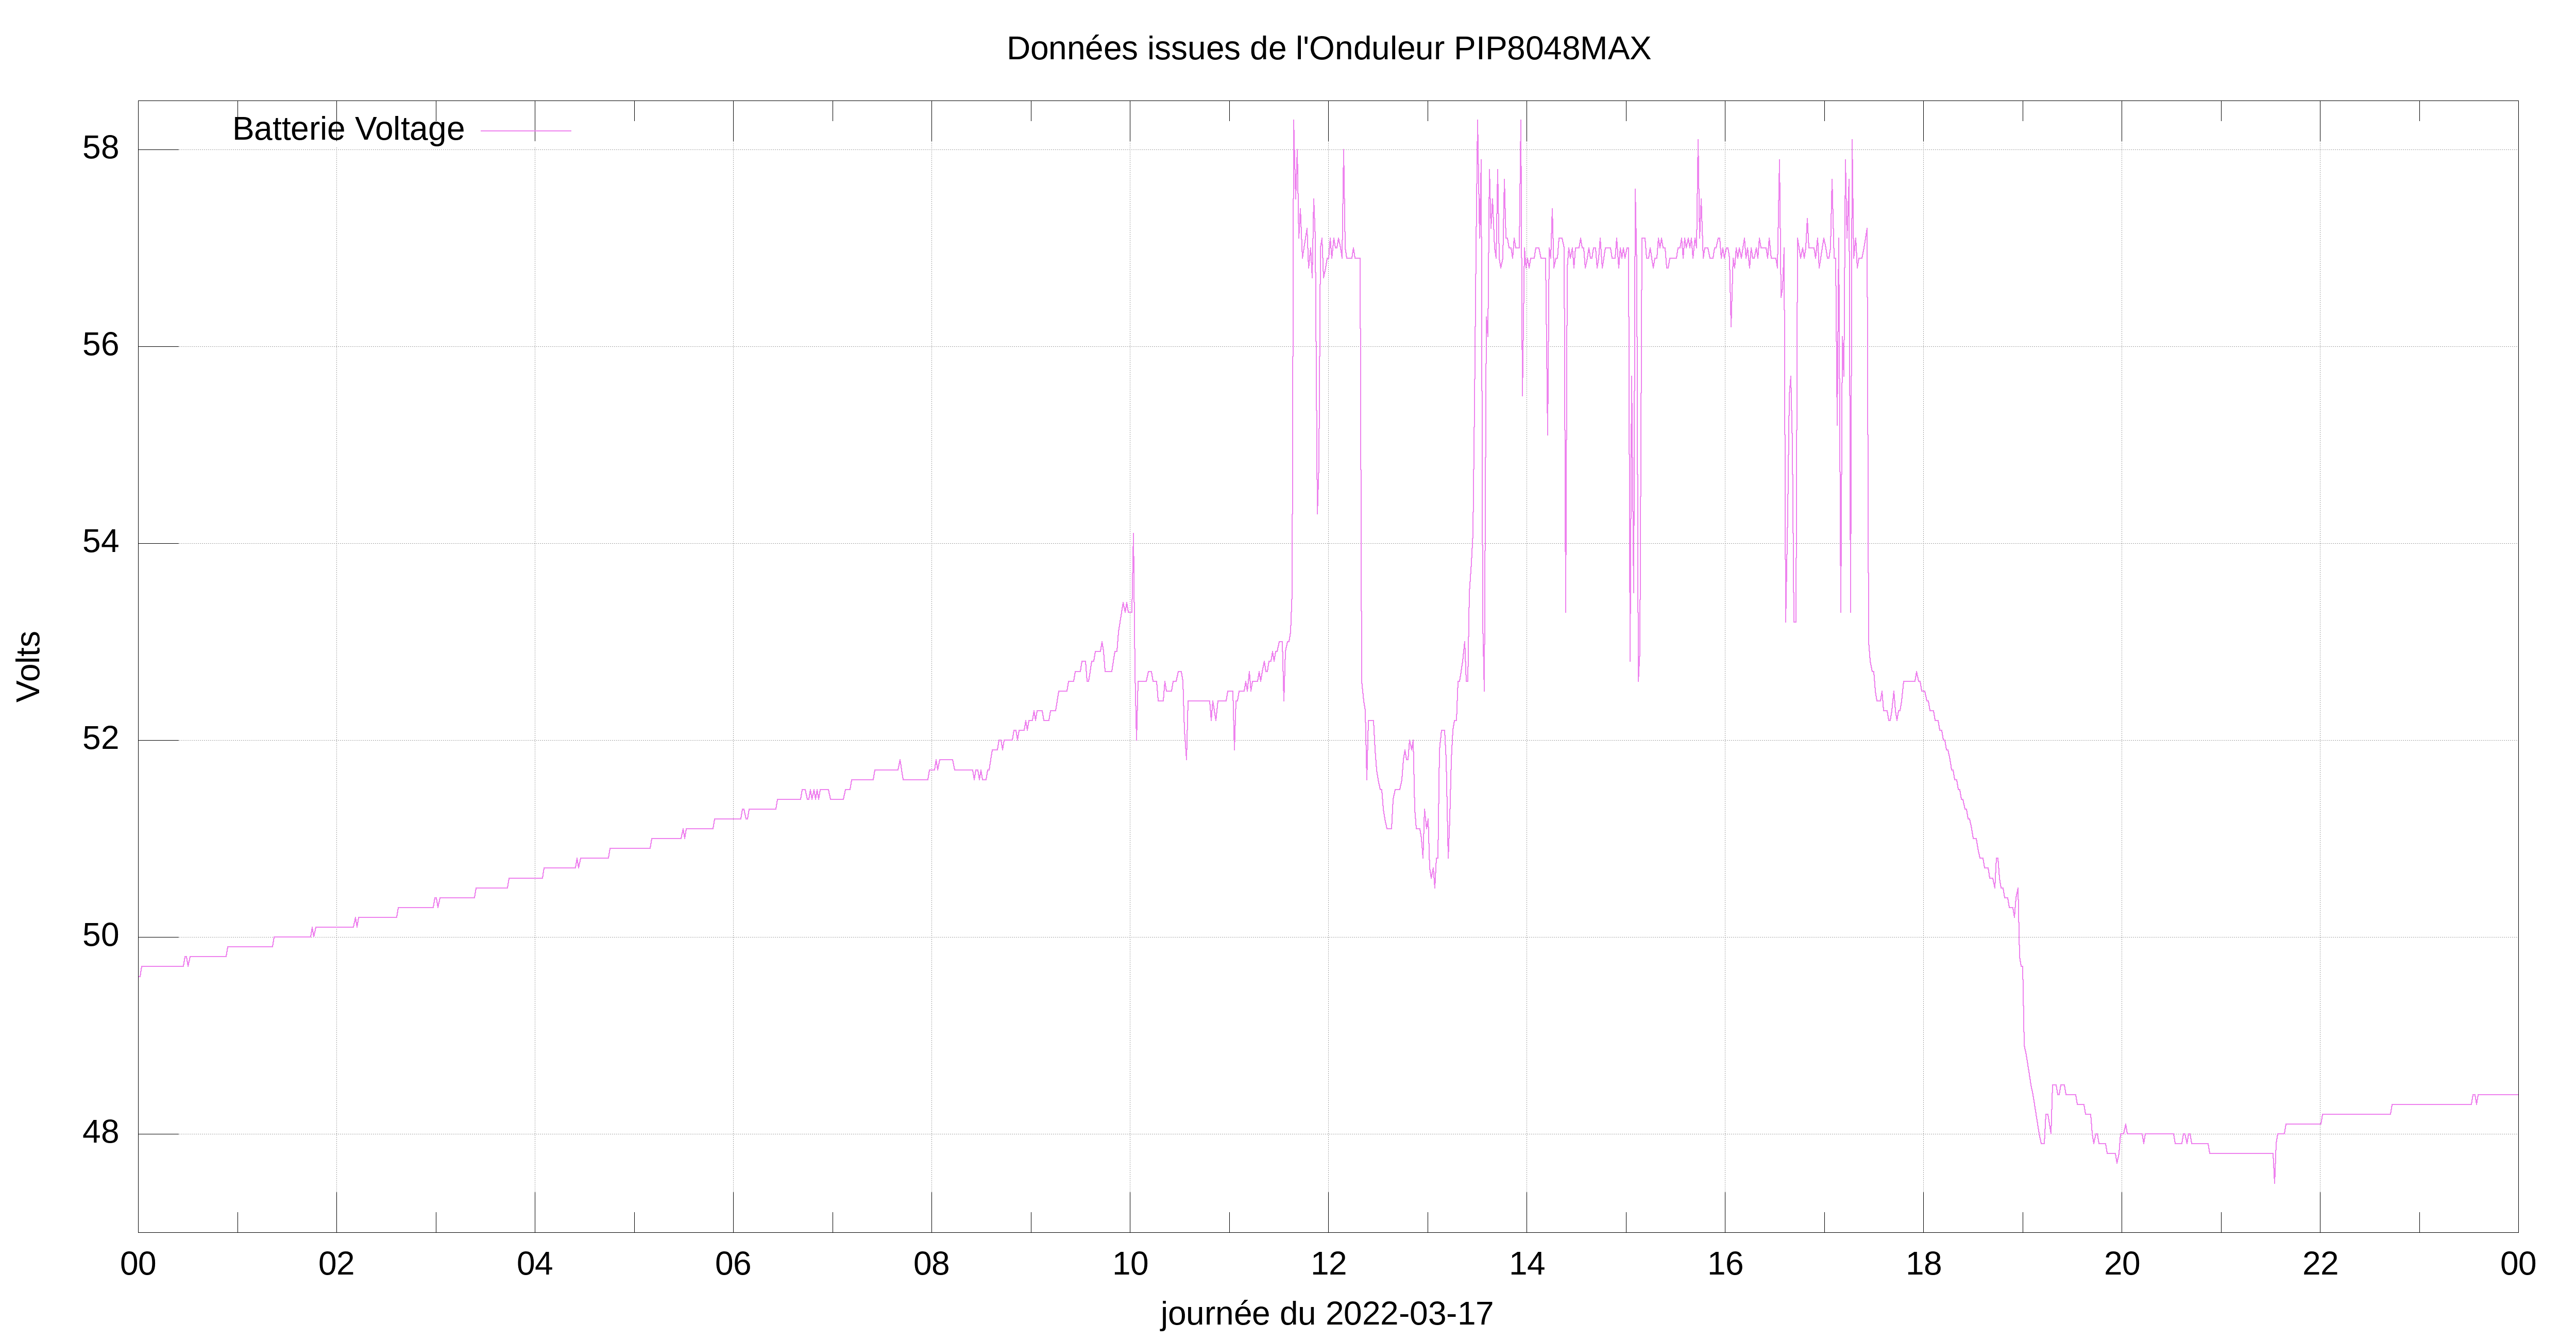 Données issues de l'Onduleur PIP8048MAX
Batterie Voltage
58
56
54
52
50
48
Volts
00 02 04 06 08 10 12 14 16 18 20 22 00
journée du 2022-03-17